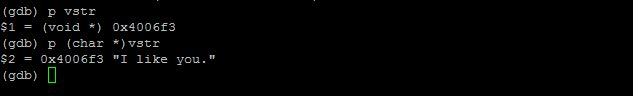 (gdb) p vstr
$1 = (void *) 0x4006f3
(gdb) p (char *)vstr
$2 = 0x4006f3 "I like you."
(gdb)